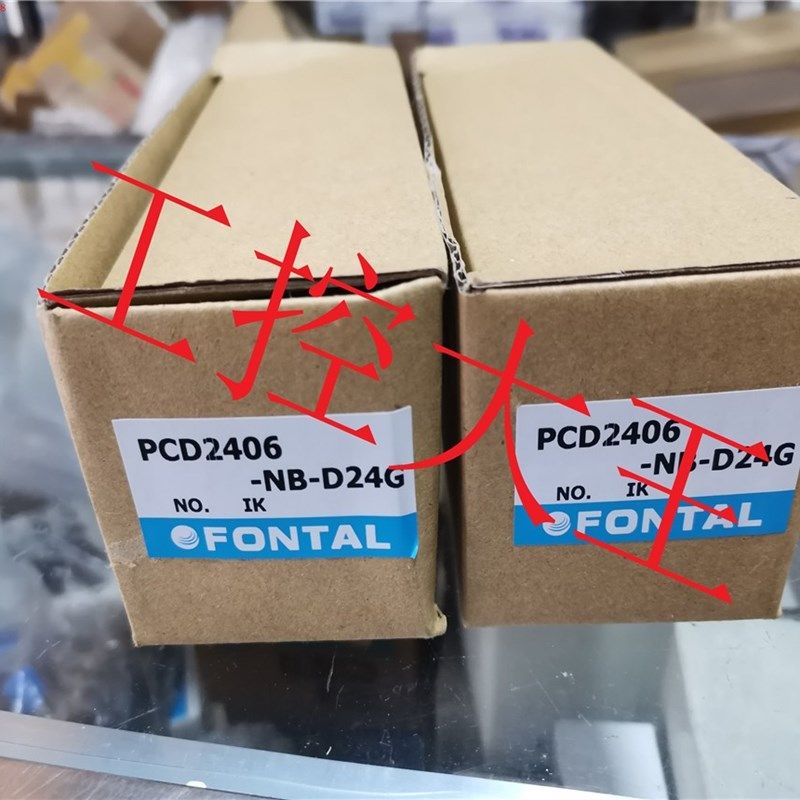 PCD2406
-NB-D24G
NO. IK
FONTAL
PCD2406
-NB-D24G
NO. IK
FONTAL
工控大王